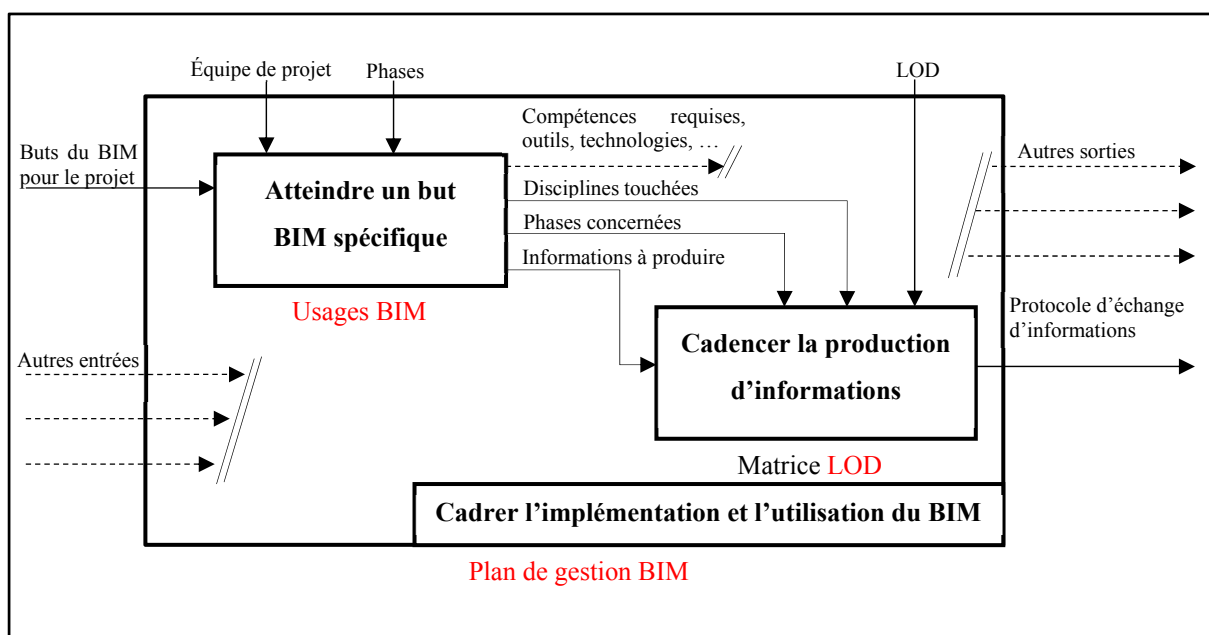 Équipe de projet
Phases
LOD
Compétences requises,
outils, technologies, …
Buts du BIM
pour le projet
Autres sorties
Atteindre un but
BIM spécifique
Disciplines touchées
Phases concernées
Informations à produire
Usages BIM
Protocole d’échange
d’informations
Autres entrées
Cadencer la production
d’informations
Matrice LOD
Cadrer l’implémentation et l’utilisation du BIM
Plan de gestion BIM